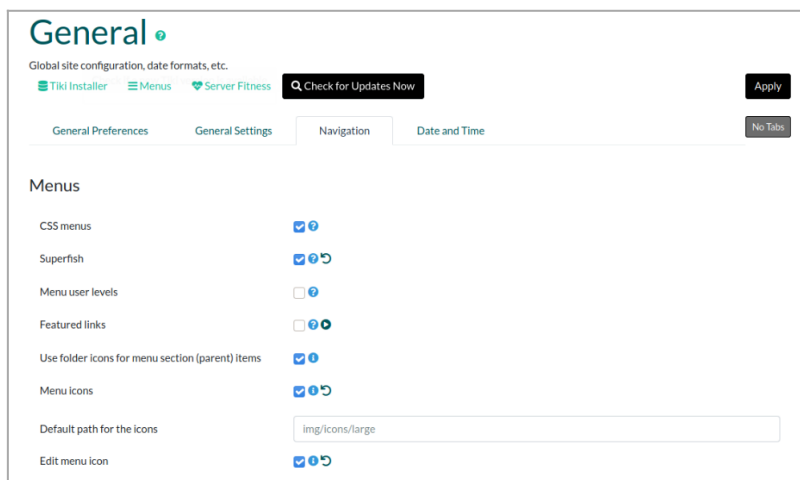 General
Global site configuration, date formats, etc.
Tiki Installer Menus Server Fitness Check for Updates Now Apply
General Preferences General Settings Navigation Date and Time No Tabs
Menus
CSS menus
Superfish
Menu user levels
Featured links
Use folder icons for menu section (parent) items
Menu icons
Default path for the icons img/icons/large
Edit menu icon